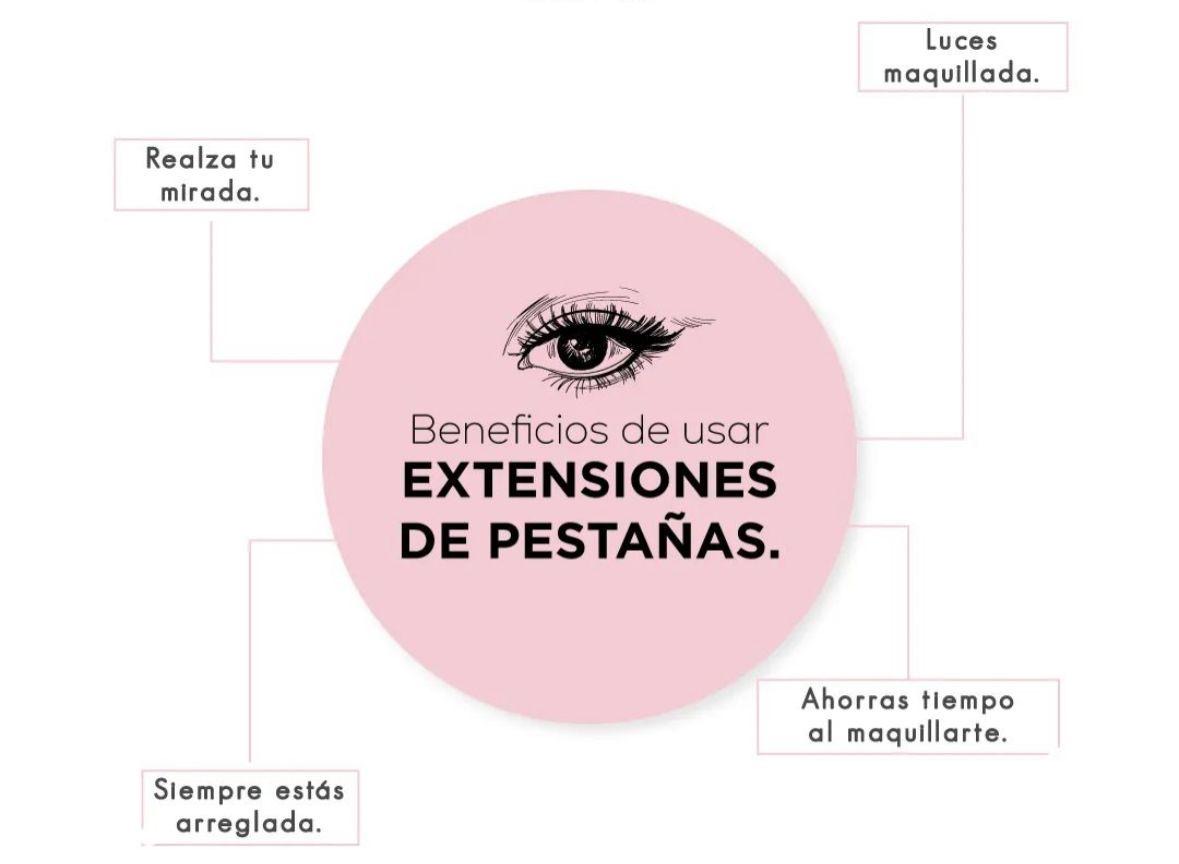 Luces
maquillada.
Realza tu
mirada.
Beneficios de usar
EXTENSIONES
DE PESTAÑAS.
Ahorras tiempo
al maquillarte.
Siempre estás
arreglada.